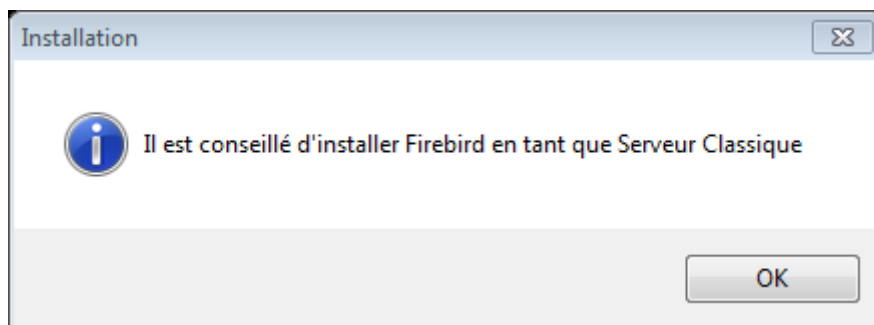 Installation
Il est conseillé d'installer Firebird en tant que Serveur Classique
OK